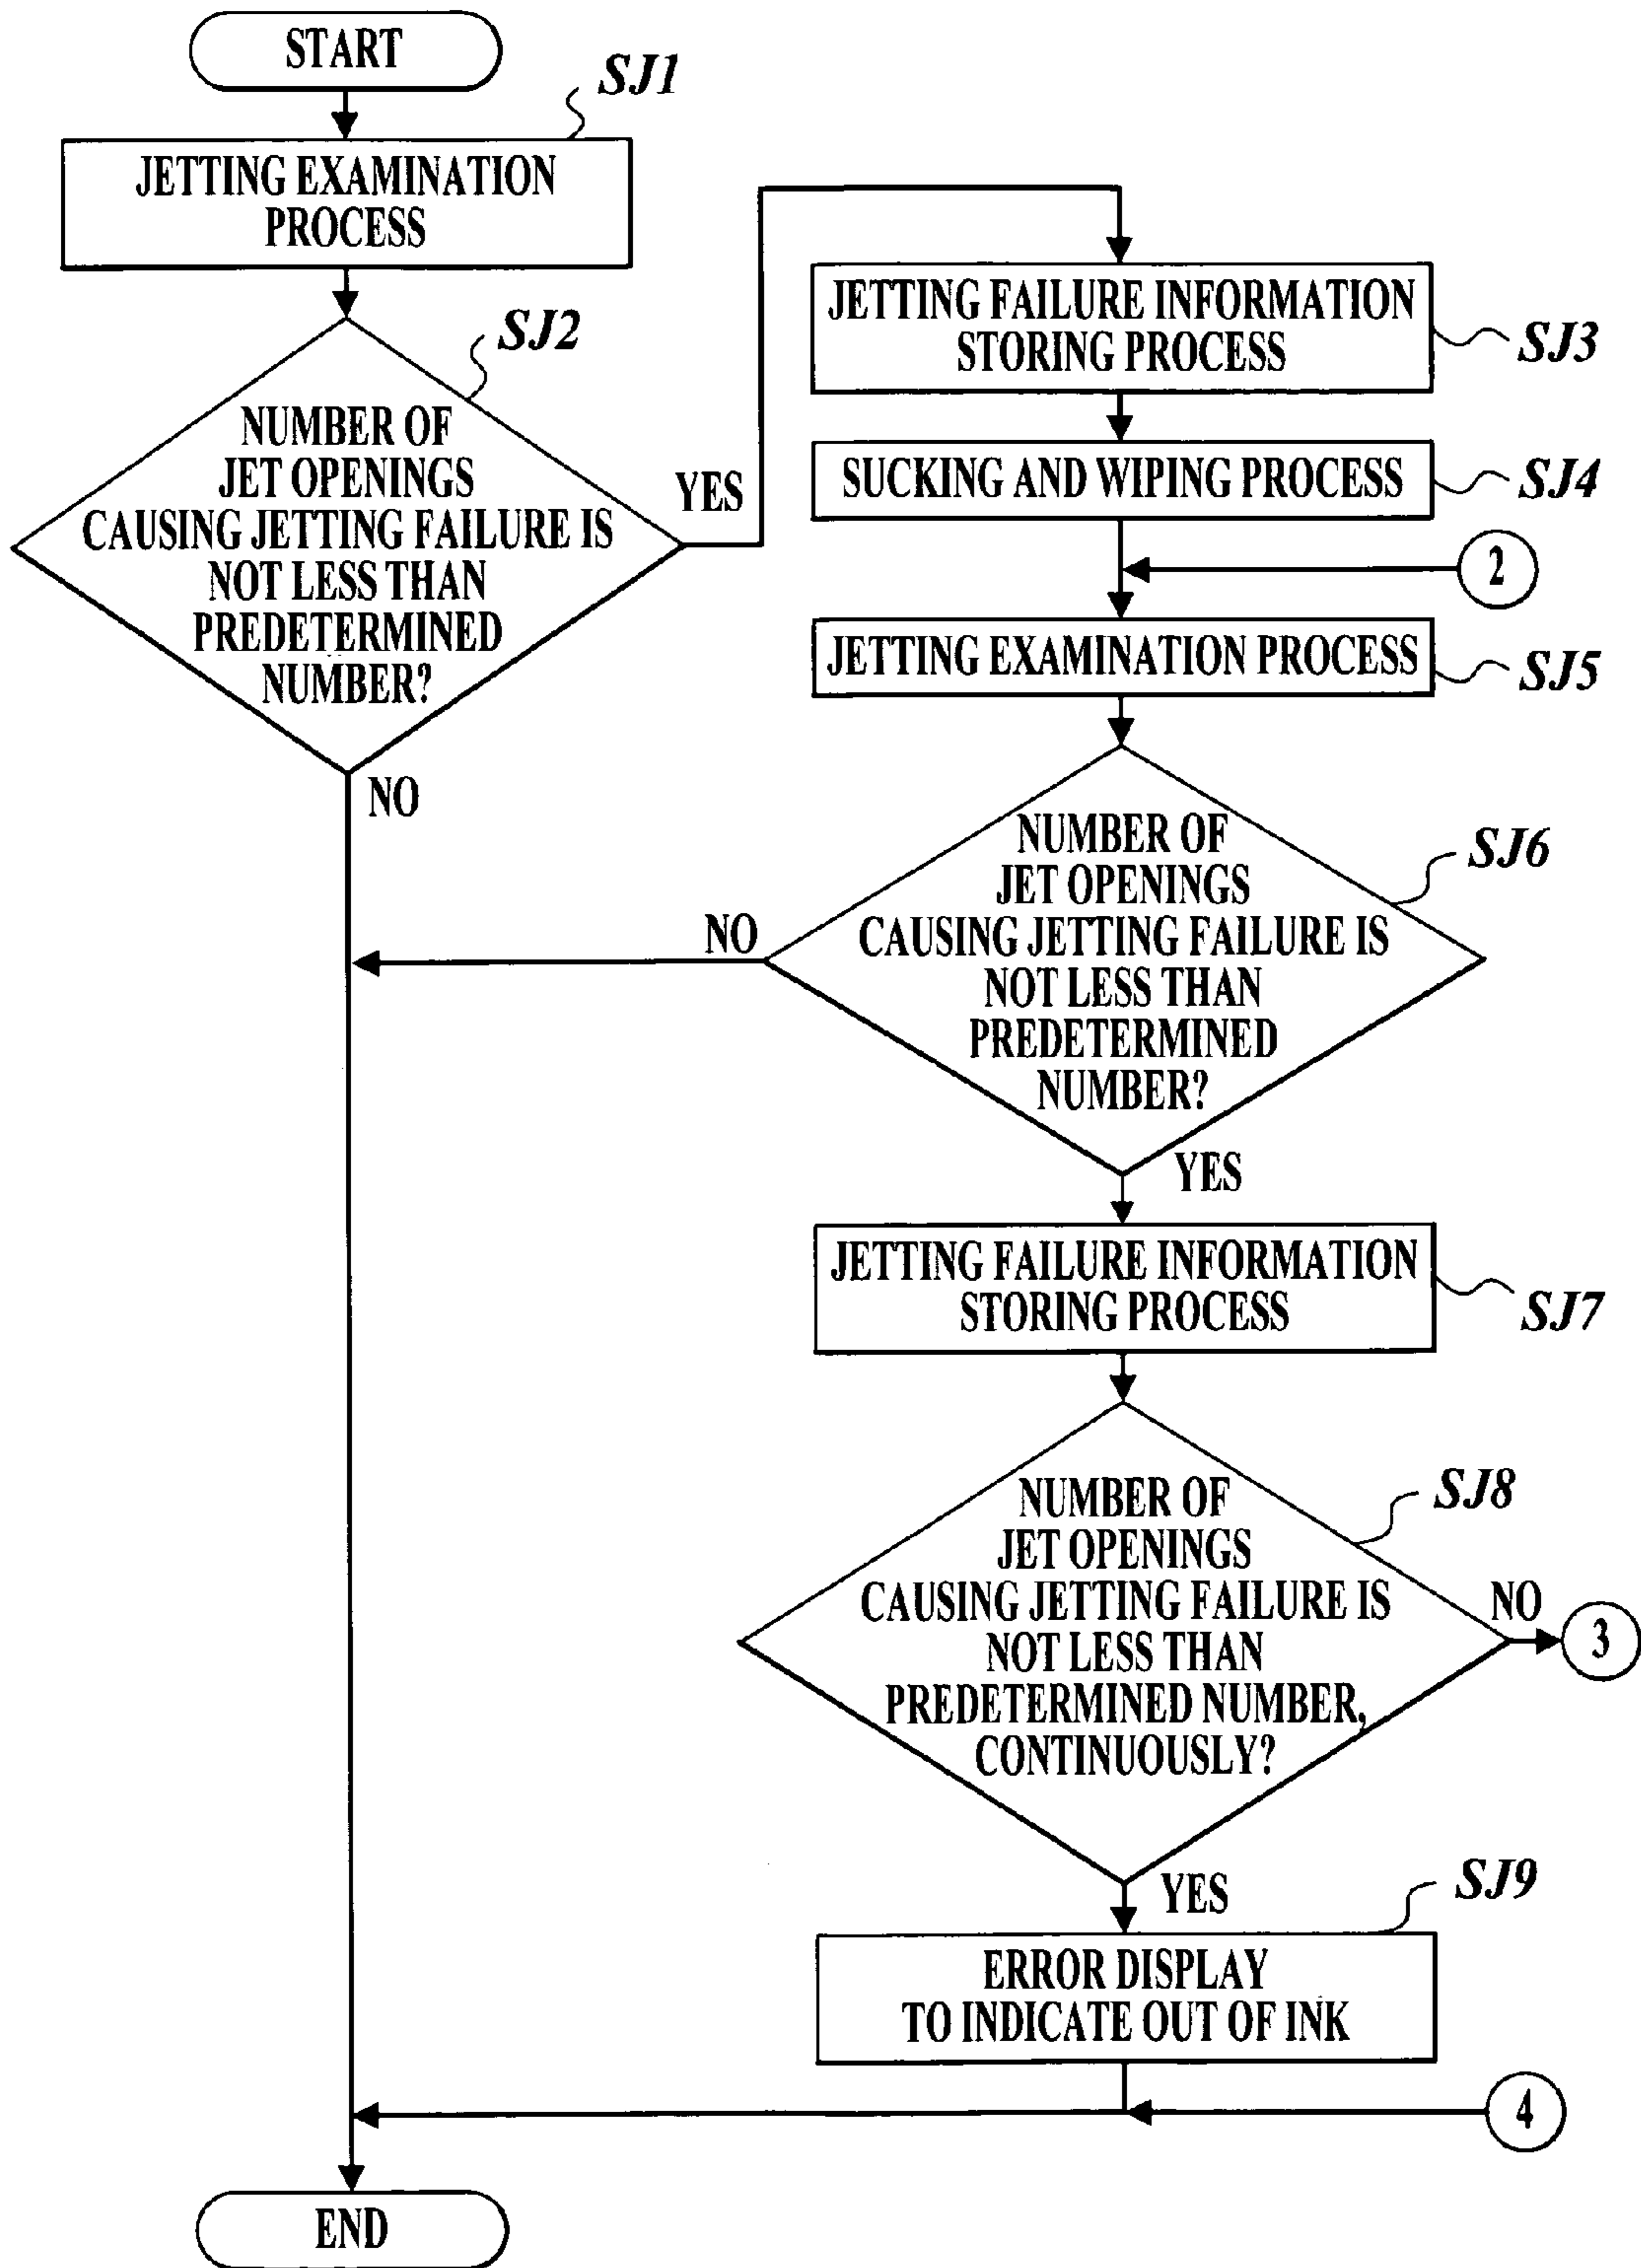 START
SJ1
JETTING EXAMINATION
PROCESS
SJ2
NUMBER OF
JET OPENINGS
CAUSING JETTING FAILURE IS
NOT LESS THAN
PREDETERMINED
NUMBER?
YES
NO
JETTING FAILURE INFORMATION
STORING PROCESS
SJ3
SUCKING AND WIPING PROCESS
SJ4
2
JETTING EXAMINATION PROCESS
SJ5
NUMBER OF
JET OPENINGS
CAUSING JETTING FAILURE IS
NOT LESS THAN
PREDETERMINED
NUMBER?
SJ6
NO
YES
JETTING FAILURE INFORMATION
STORING PROCESS
SJ7
NUMBER OF
JET OPENINGS
CAUSING JETTING FAILURE IS
NOT LESS THAN
PREDETERMINED NUMBER,
CONTINUOUSLY?
SJ8
NO
3
YES
SJ9
ERROR DISPLAY
TO INDICATE OUT OF INK
4
END